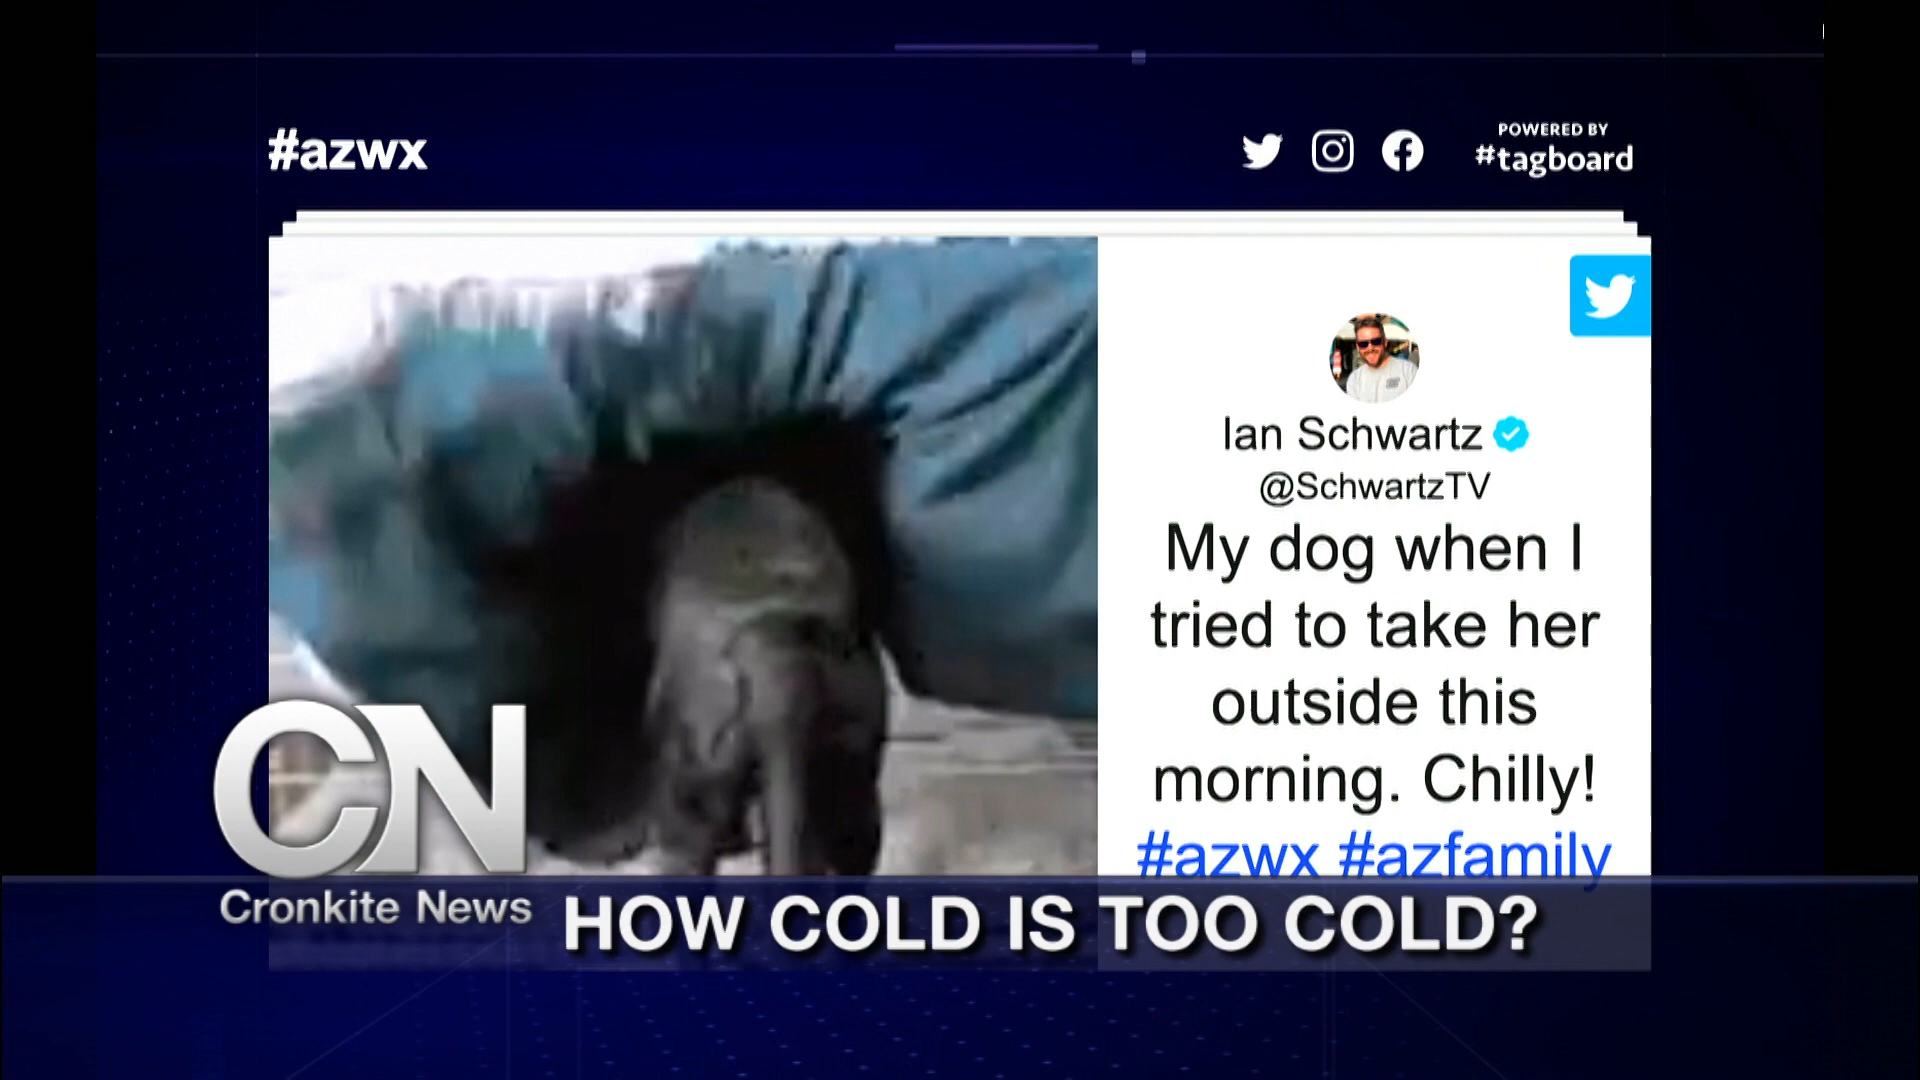 #azwx
POWERED BY
#tagboard
Ian Schwartz
@SchwartzTV
My dog when I
tried to take her
outside this
morning. Chilly!
#azwx #azfamily
CN
Cronkite News
HOW COLD IS TOO COLD?